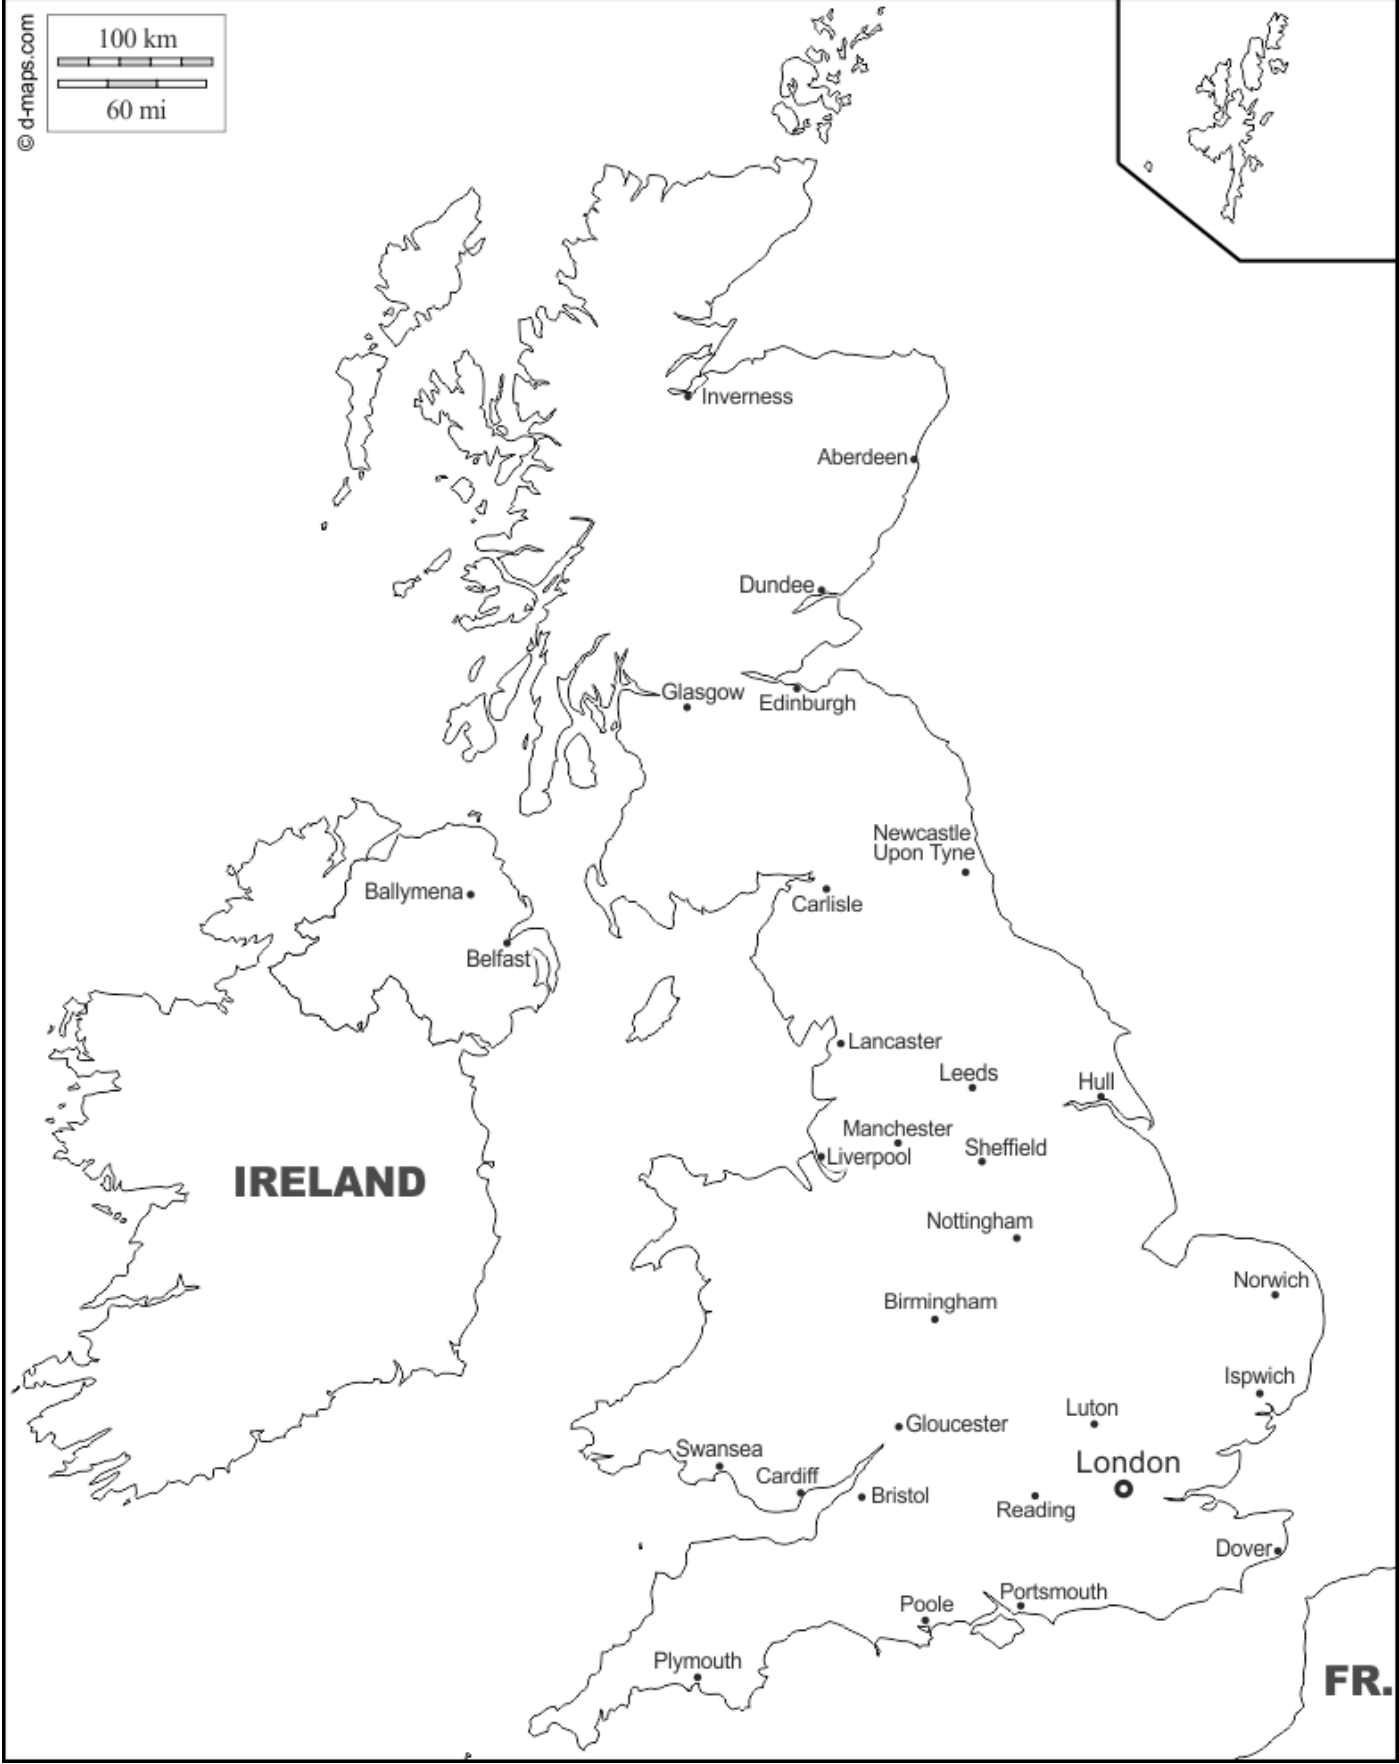 © d-maps.com
100 km
60 mi
Inverness
Aberdeen
Dundee
Glasgow
Edinburgh
Newcastle
Upon Tyne
Ballymena
Carlisle
Belfast
Lancaster
Leeds
Hull
Manchester
Sheffield
Liverpool
IRELAND
Nottingham
Norwich
Birmingham
Ispwich
Luton
Gloucester
Swansea
London
Cardiff
Bristol
Reading
Dover
Portsmouth
Poole
Plymouth
FR.